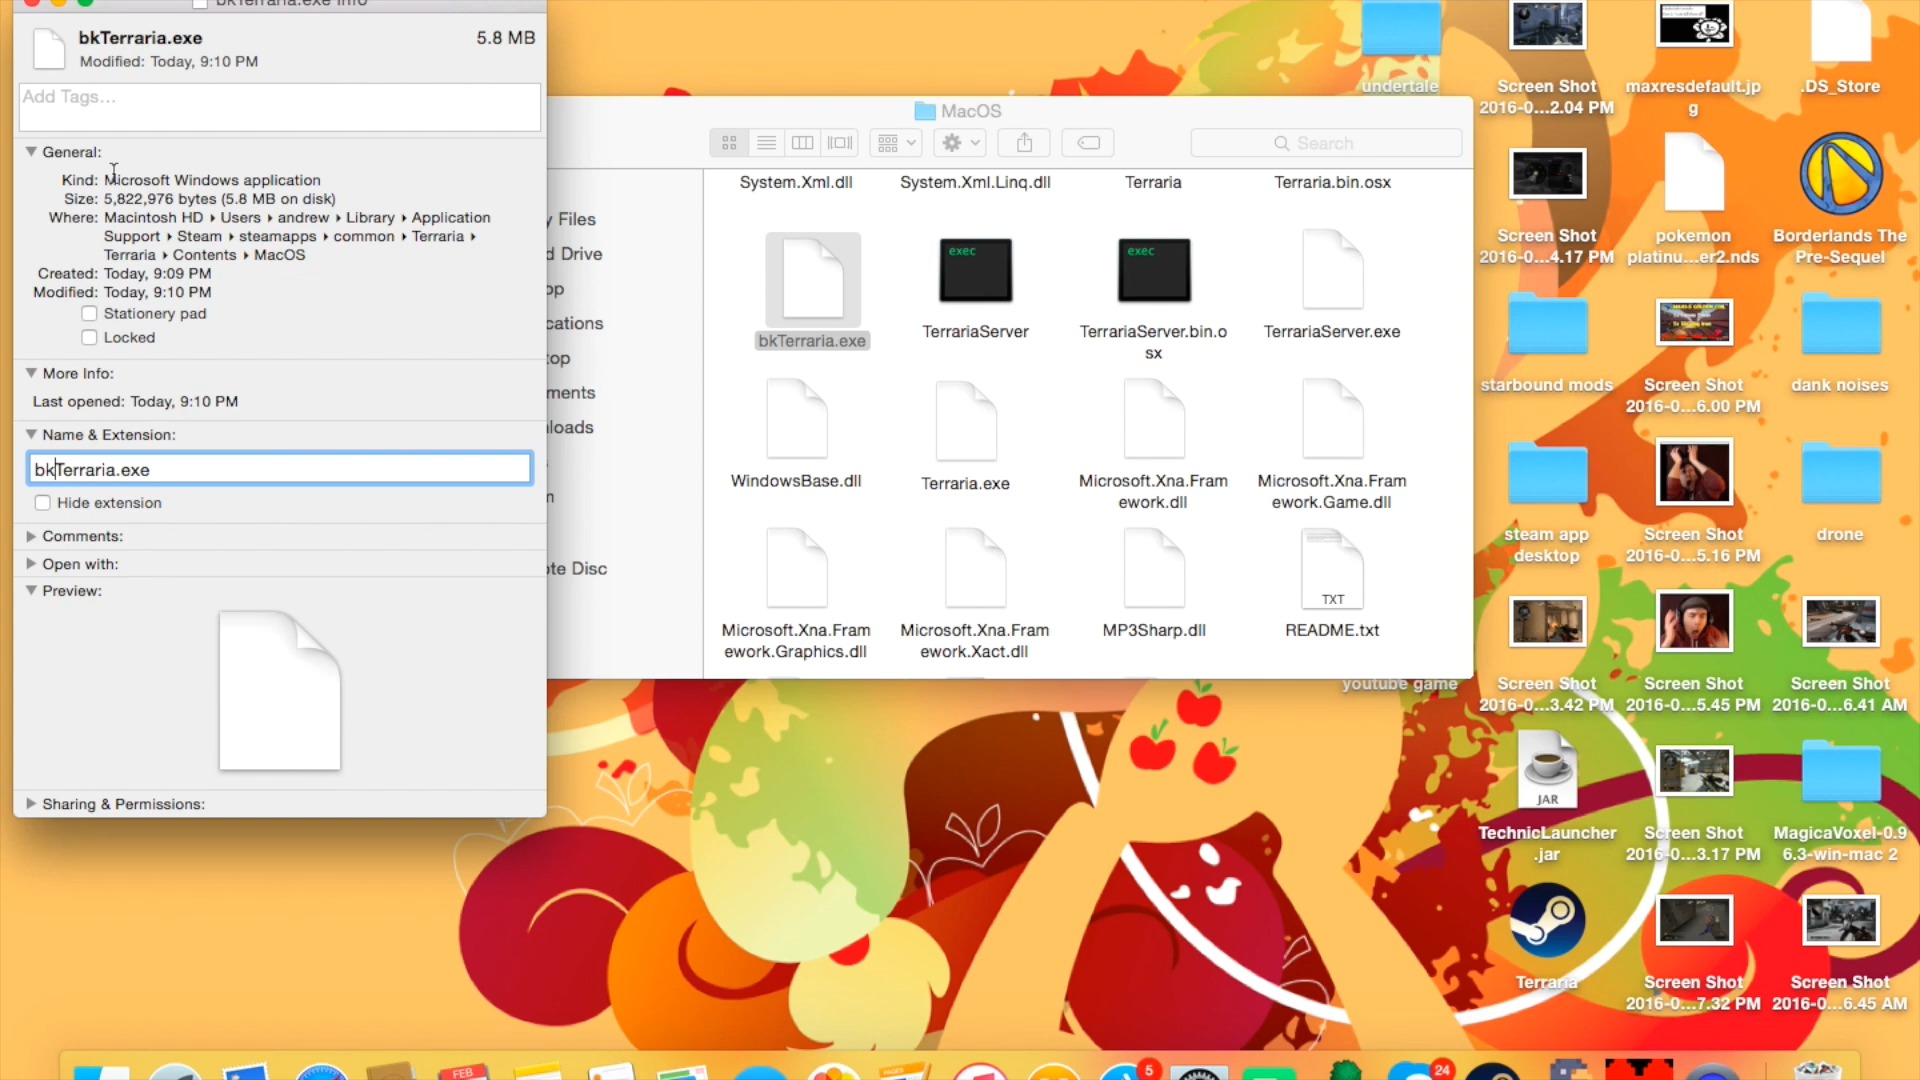 bkTerraria.exe Info
bkTerraria.exe
5.8 MB
Modified: Today, 9:10 PM
Add Tags…
General:
Kind: Microsoft Windows application
Size: 5,822,976 bytes (5.8 MB on disk)
Where: Macintosh HD ▸ Users ▸ andrew ▸ Library ▸ Application
Support ▸ Steam ▸ steamapps ▸ common ▸ Terraria ▸
Terraria ▸ Contents ▸ MacOS
Created: Today, 9:09 PM
Modified: Today, 9:10 PM
Stationery pad
Locked
More Info:
Last opened: Today, 9:10 PM
Name & Extension:
bkTerraria.exe
Hide extension
Comments:
Open with:
Preview:
Sharing & Permissions:
MacOS
Search
y Files
d Drive
op
cations
top
ments
loads
ote Disc
System.Xml.dll
System.Xml.Linq.dll
Terraria
Terraria.bin.osx
exec
exec
bkTerraria.exe
TerrariaServer
TerrariaServer.bin.o
sx
TerrariaServer.exe
WindowsBase.dll
Terraria.exe
Microsoft.Xna.Fram
ework.dll
Microsoft.Xna.Fram
ework.Game.dll
TXT
Microsoft.Xna.Fram
ework.Graphics.dll
Microsoft.Xna.Fram
ework.Xact.dll
MP3Sharp.dll
README.txt
undertale
Screen Shot
2016-0...2.04 PM
maxresdefault.jp
g
.DS_Store
Screen Shot
2016-0...4.17 PM
pokemon
platinu...er2.nds
Borderlands The
Pre-Sequel
starbound mods
Screen Shot
2016-0...6.00 PM
dank noises
steam app
desktop
Screen Shot
2016-0...5.16 PM
drone
youtube game
Screen Shot
2016-0...3.42 PM
Screen Shot
2016-0...5.45 PM
Screen Shot
2016-0...6.41 AM
JAR
TechnicLauncher
.jar
Screen Shot
2016-0...3.17 PM
MagicaVoxel-0.9
6.3-win-mac 2
Terraria
Screen Shot
2016-0...7.32 PM
Screen Shot
2016-0...6.45 AM
FEB
PAGES
5
24